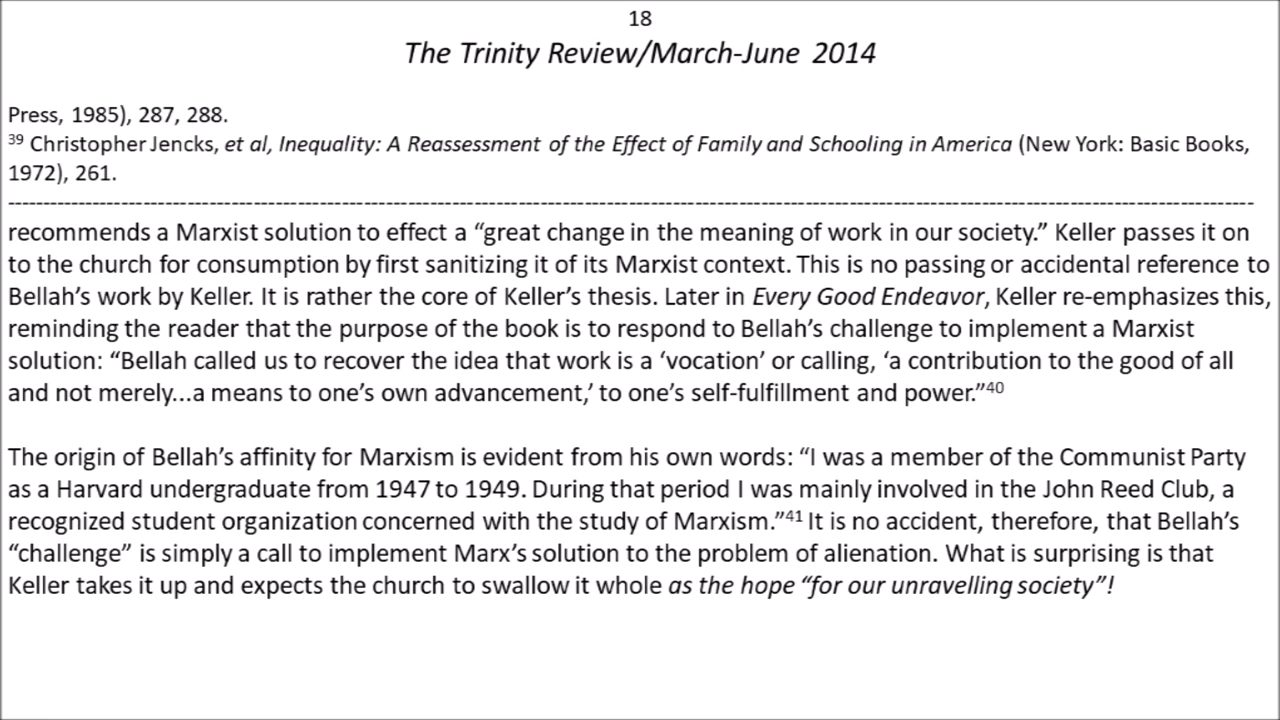 18
The Trinity Review/March-June 2014
Press, 1985), 287, 288.
39 Christopher Jencks, et al, Inequality: A Reassessment of the Effect of Family and Schooling in America (New York: Basic Books,
1972), 261.
--------------------------------------------------------------------------------------------------------------------------------------------------------------------------------
recommends a Marxist solution to effect a “great change in the meaning of work in our society.” Keller passes it on
to the church for consumption by first sanitizing it of its Marxist context. This is no passing or accidental reference to
Bellah’s work by Keller. It is rather the core of Keller’s thesis. Later in Every Good Endeavor, Keller re-emphasizes this,
reminding the reader that the purpose of the book is to respond to Bellah’s challenge to implement a Marxist
solution: “Bellah called us to recover the idea that work is a ‘vocation’ or calling, ‘a contribution to the good of all
and not merely...a means to one’s own advancement,’ to one’s self-fulfillment and power.”40
The origin of Bellah’s affinity for Marxism is evident from his own words: “I was a member of the Communist Party
as a Harvard undergraduate from 1947 to 1949. During that period I was mainly involved in the John Reed Club, a
recognized student organization concerned with the study of Marxism.”41 It is no accident, therefore, that Bellah’s
“challenge” is simply a call to implement Marx’s solution to the problem of alienation. What is surprising is that
Keller takes it up and expects the church to swallow it whole as the hope “for our unravelling society”!